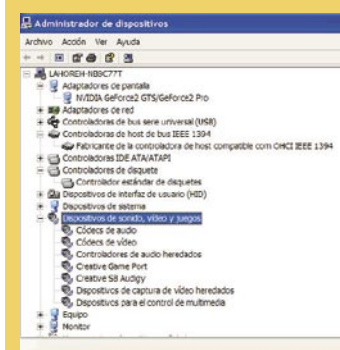 Administrador de dispositivos
Archivo Acción Ver Ayuda
LAHOREH-NB9C77T
Adaptadores de pantalla
NVIDIA GeForce2 GTS/GeForce2 Pro
Adaptadores de red
Controladoras de bus serie universal (USB)
Controladoras de host de bus IEEE 1394
Fabricante de la controladora de host compatible con OHCI IEEE 1394
Controladoras IDE ATA/ATAPI
Controladoras de disquete
Controlador estándar de disquetes
Dispositivos de interfaz de usuario (HID)
Dispositivos de sistema
Dispositivos de sonido, vídeo y juegos
Códecs de audio
Códecs de vídeo
Controladores de audio heredados
Creative Game Port
Creative SB Audigy
Dispositivos de captura de vídeo heredados
Dispositivos para el control de multimedia
Equipo
Monitor